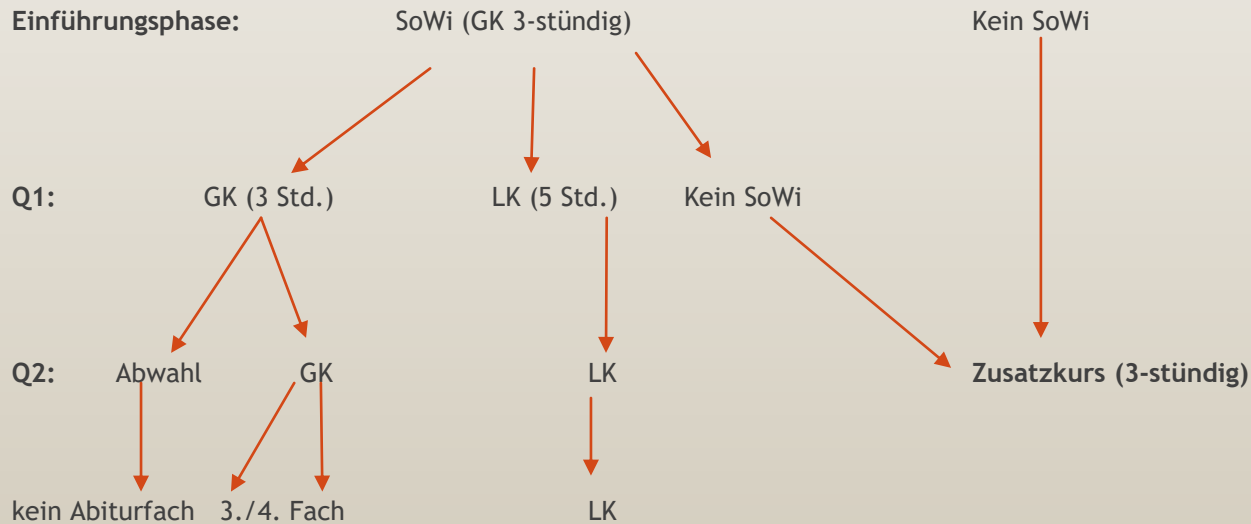 Einführungsphase: SoWi (GK 3-stündig) Kein SoWi
Q1: GK (3 Std.) LK (5 Std.) Kein SoWi
Q2: Abwahl GK LK Zusatzkurs (3-stündig)
kein Abiturfach 3./4. Fach LK